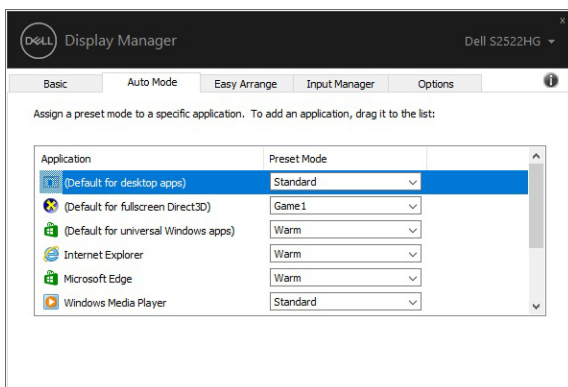 DELL Display Manager Dell S2522HG
x
Basic Auto Mode Easy Arrange Input Manager Options
Assign a preset mode to a specific application. To add an application, drag it to the list:
Application Preset Mode
(Default for desktop apps) Standard
(Default for fullscreen Direct3D) Game1
(Default for universal Windows apps) Warm
Internet Explorer Warm
Microsoft Edge Warm
Windows Media Player Standard